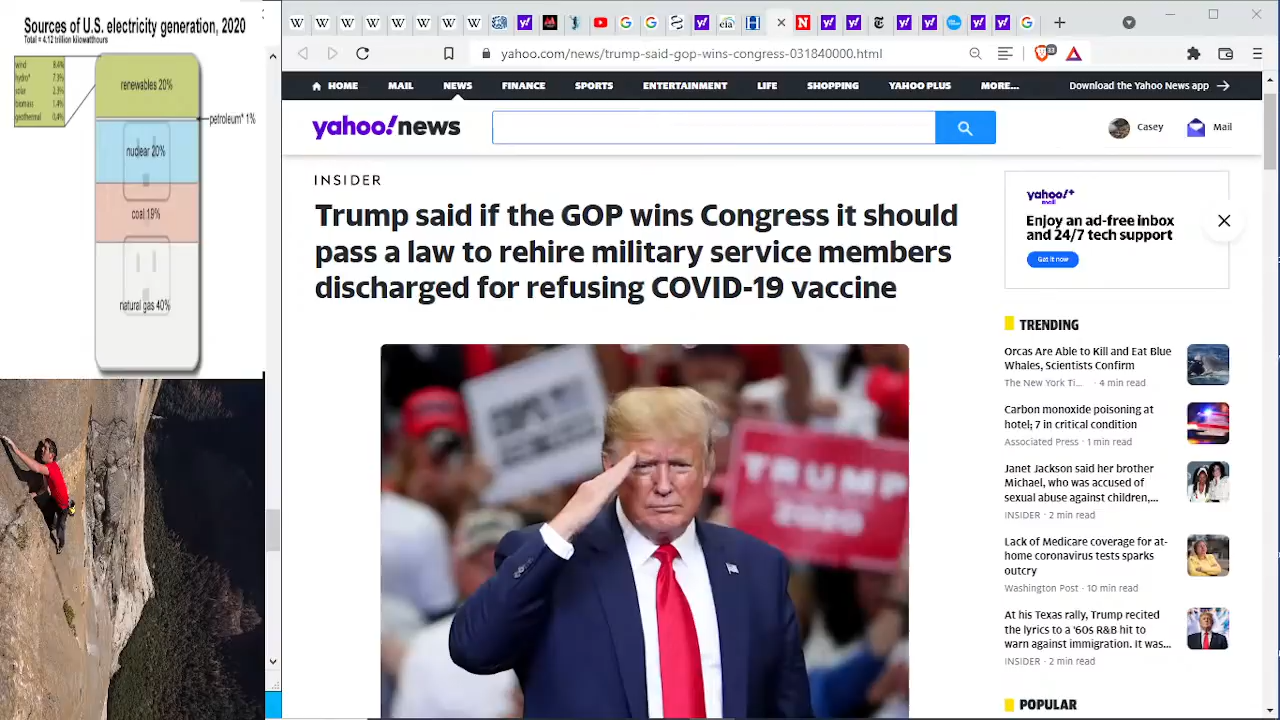 Sources of U.S. electricity generation, 2020
Total = 4.12 trillion kilowatthours
wind 8.4%
hydro* 7.3%
solar 2.3%
biomass 1.4%
geothermal 0.4%
renewables 20%
petroleum* 1%
nuclear 20%
coal 19%
natural gas 40%
yahoo.com/news/trump-said-gop-wins-congress-031840000.html
33
HOME MAIL NEWS FINANCE SPORTS ENTERTAINMENT LIFE SHOPPING YAHOO PLUS MORE... Download the Yahoo News app
yahoo!news
Casey
Mail
INSIDER
Trump said if the GOP wins Congress it should
pass a law to rehire military service members
discharged for refusing COVID-19 vaccine
TRUMP
2020
yahoo!+
mail
Enjoy an ad-free inbox
and 24/7 tech support
Get it now
TRENDING
Orcas Are Able to Kill and Eat Blue
Whales, Scientists Confirm
The New York Ti... · 4 min read
Carbon monoxide poisoning at
hotel; 7 in critical condition
Associated Press · 1 min read
Janet Jackson said her brother
Michael, who was accused of
sexual abuse against children,...
INSIDER · 2 min read
Lack of Medicare coverage for at-
home coronavirus tests sparks
outcry
Washington Post · 10 min read
At his Texas rally, Trump recited
the lyrics to a '60s R&B hit to
warn against immigration. It was...
INSIDER · 2 min read
POPULAR